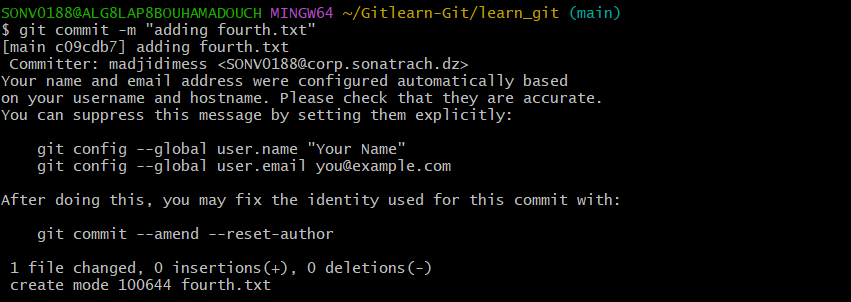 SONV0188@ALG8LAP8BOUHAMADOUCH MINGW64 ~/Gitlearn-Git/learn_git (main)
$ git commit -m "adding fourth.txt"
[main c09cdb7] adding fourth.txt
 Committer: madjidimess <SONV0188@corp.sonatrach.dz>
Your name and email address were configured automatically based
on your username and hostname. Please check that they are accurate.
You can suppress this message by setting them explicitly:

    git config --global user.name "Your Name"
    git config --global user.email you@example.com

After doing this, you may fix the identity used for this commit with:

    git commit --amend --reset-author

 1 file changed, 0 insertions(+), 0 deletions(-)
 create mode 100644 fourth.txt